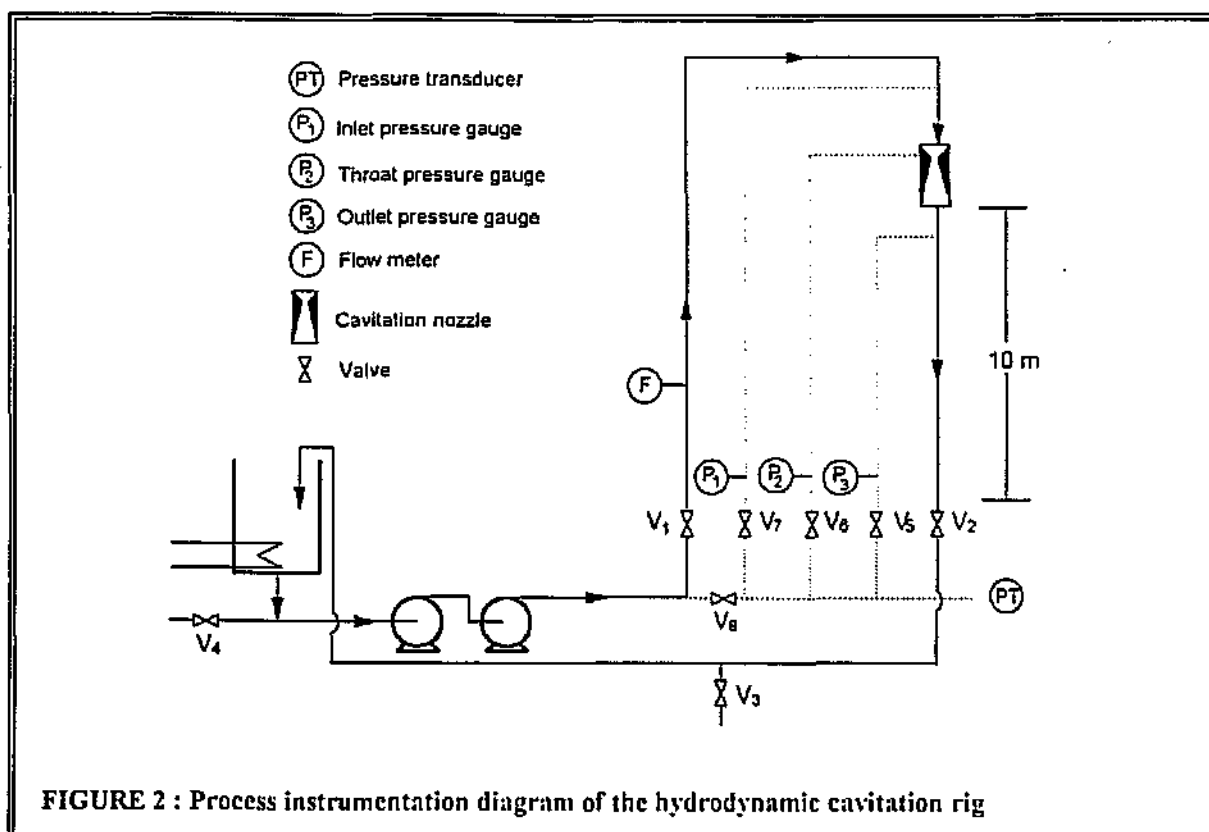 PT Pressure transducer
P1 Inlet pressure gauge
P2 Throat pressure gauge
P3 Outlet pressure gauge
F Flow meter
Cavitation nozzle
Valve
10 m
F
P1 P2 P3
V1 V7 V6 V5 V2
PT
V8
V4
V3
FIGURE 2 : Process instrumentation diagram of the hydrodynamic cavitation rig